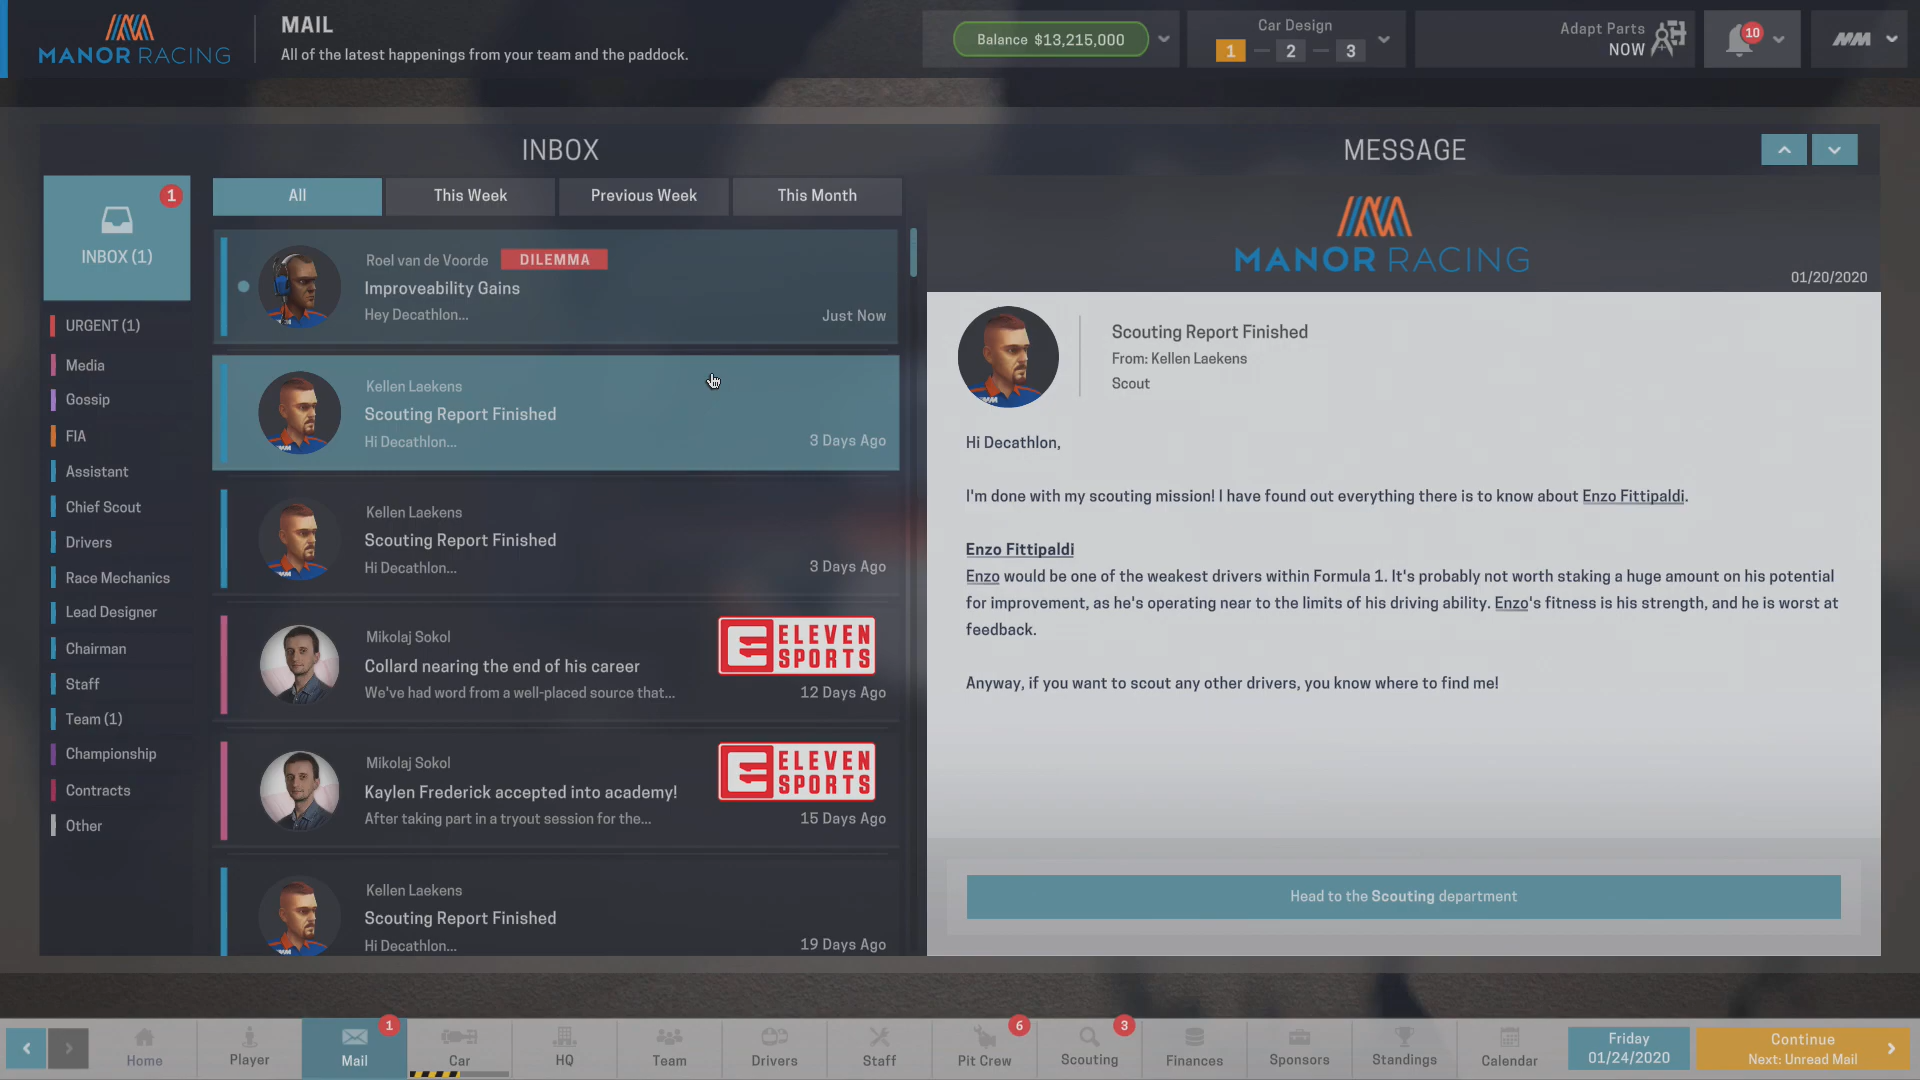 MANOR RACING
MAIL
All of the latest happenings from your team and the paddock.
Balance $13,215,000
Car Design
1 2 3
Adapt Parts
NOW
10
INBOX
MESSAGE
1
INBOX (1)
URGENT (1)
Media
Gossip
FIA
Assistant
Chief Scout
Drivers
Race Mechanics
Lead Designer
Chairman
Staff
Team (1)
Championship
Contracts
Other
All
This Week
Previous Week
This Month
Roel van de Voorde DILEMMA
Improveability Gains
Hey Decathlon...
Just Now
Kellen Laekens
Scouting Report Finished
Hi Decathlon...
3 Days Ago
Kellen Laekens
Scouting Report Finished
Hi Decathlon...
3 Days Ago
Mikolaj Sokol
Collard nearing the end of his career
We've had word from a well-placed source that...
ELEVEN
SPORTS
12 Days Ago
Mikolaj Sokol
Kaylen Frederick accepted into academy!
After taking part in a tryout session for the...
ELEVEN
SPORTS
15 Days Ago
Kellen Laekens
Scouting Report Finished
Hi Decathlon...
19 Days Ago
MANOR RACING
01/20/2020
Scouting Report Finished
From: Kellen Laekens
Scout
Hi Decathlon,
I'm done with my scouting mission! I have found out everything there is to know about Enzo Fittipaldi.
Enzo Fittipaldi
Enzo would be one of the weakest drivers within Formula 1. It's probably not worth staking a huge amount on his potential
for improvement, as he's operating near to the limits of his driving ability. Enzo's fitness is his strength, and he is worst at
feedback.
Anyway, if you want to scout any other drivers, you know where to find me!
Head to the Scouting department
Home
Player
Mail
1
Car
HQ
Team
Drivers
Staff
Pit Crew
6
Scouting
3
Finances
Sponsors
Standings
Calendar
Friday
01/24/2020
Continue
Next: Unread Mail